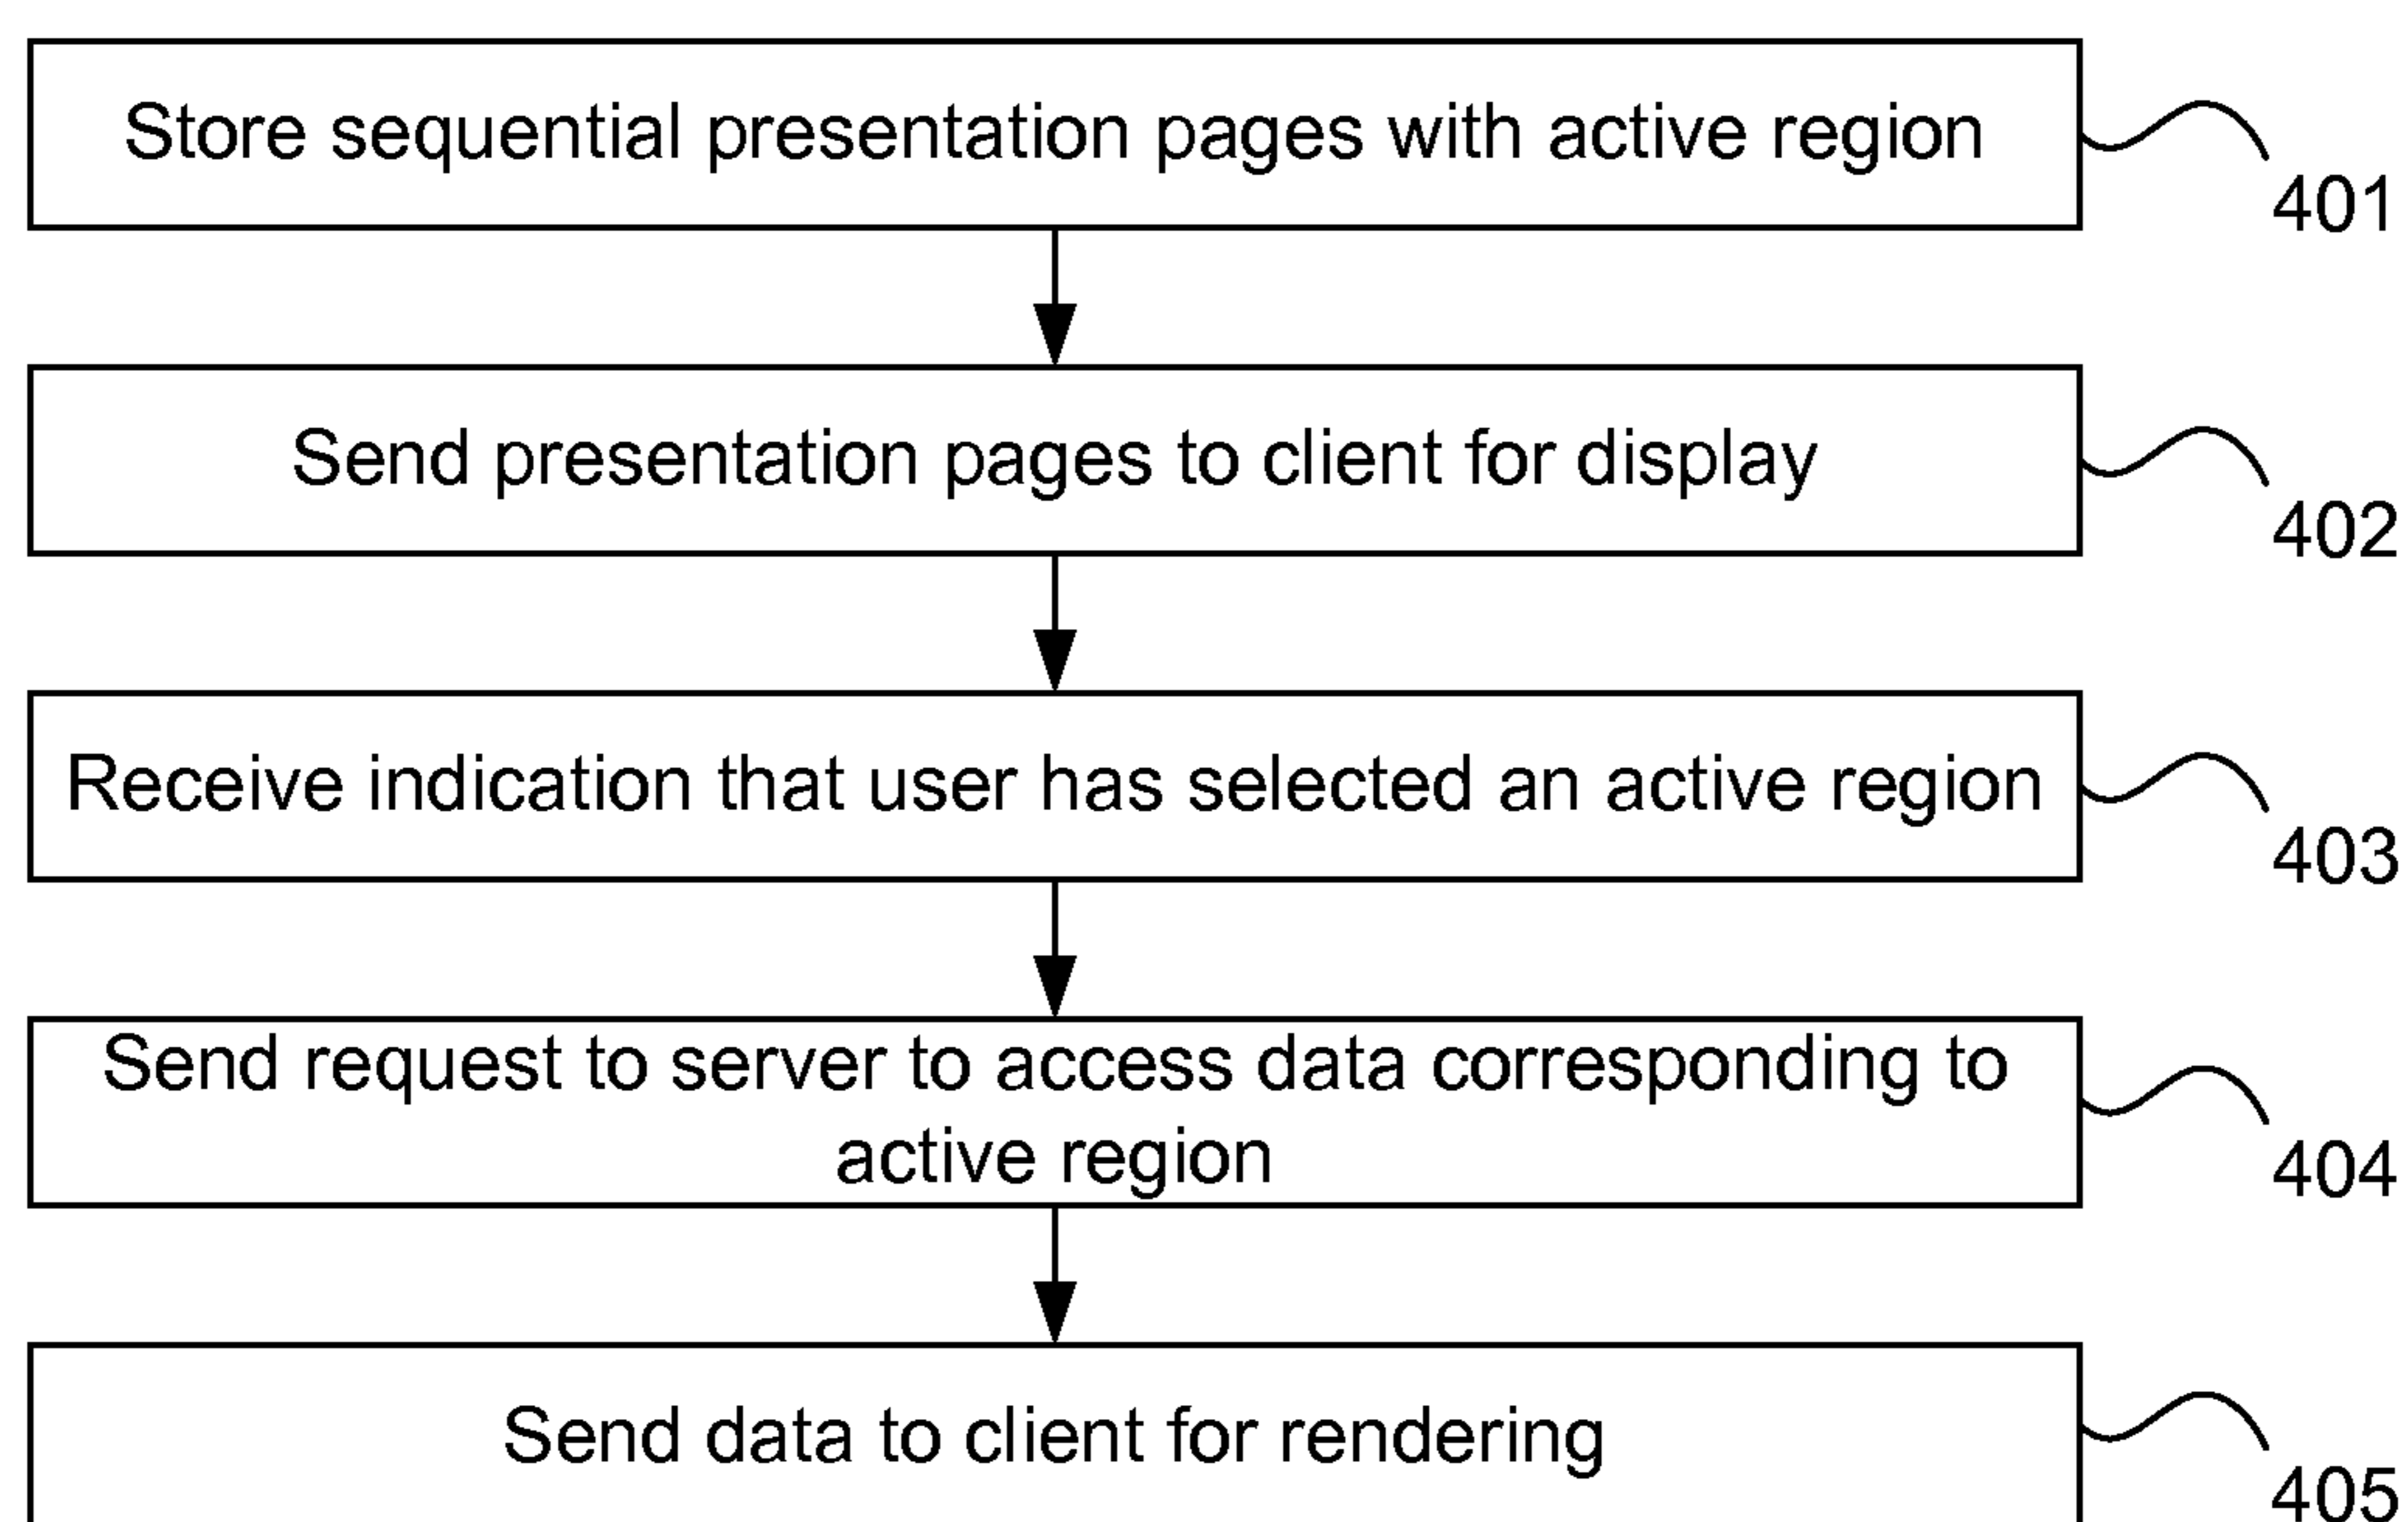 Store sequential presentation pages with active region
401
Send presentation pages to client for display
402
Receive indication that user has selected an active region
403
Send request to server to access data corresponding to
active region
404
Send data to client for rendering
405